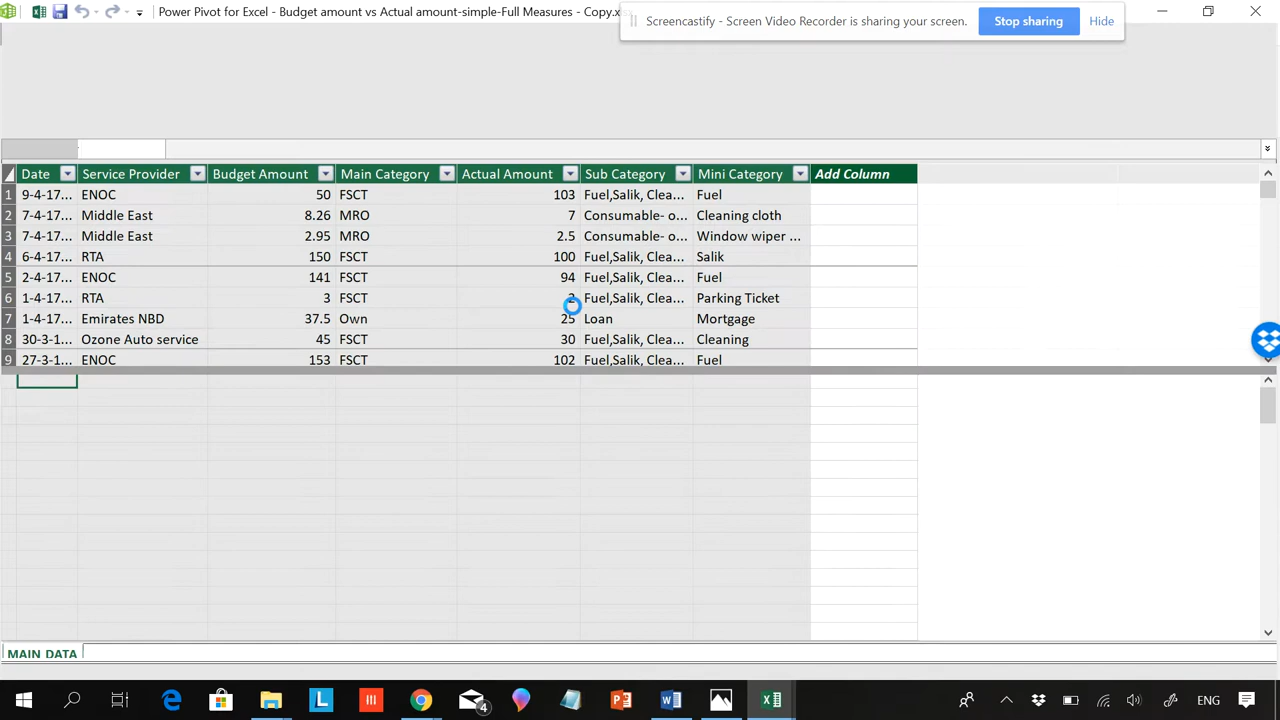 Power Pivot for Excel - Budget amount vs Actual amount-simple-Full Measures - Copy.x
Screencastify - Screen Video Recorder is sharing your screen. Stop sharing Hide
Date Service Provider Budget Amount Main Category Actual Amount Sub Category Mini Category Add Column
1 9-4-17... ENOC 50 FSCT 103 Fuel,Salik, Clea... Fuel
2 7-4-17... Middle East 8.26 MRO 7 Consumable- o... Cleaning cloth
3 7-4-17... Middle East 2.95 MRO 2.5 Consumable- o... Window wiper ...
4 6-4-17... RTA 150 FSCT 100 Fuel,Salik, Clea... Salik
5 2-4-17... ENOC 141 FSCT 94 Fuel,Salik, Clea... Fuel
6 1-4-17... RTA 3 FSCT 2 Fuel,Salik, Clea... Parking Ticket
7 1-4-17... Emirates NBD 37.5 Own 25 Loan Mortgage
8 30-3-1... Ozone Auto service 45 FSCT 30 Fuel,Salik, Clea... Cleaning
9 27-3-1... ENOC 153 FSCT 102 Fuel,Salik, Clea... Fuel
MAIN DATA
4 ENG